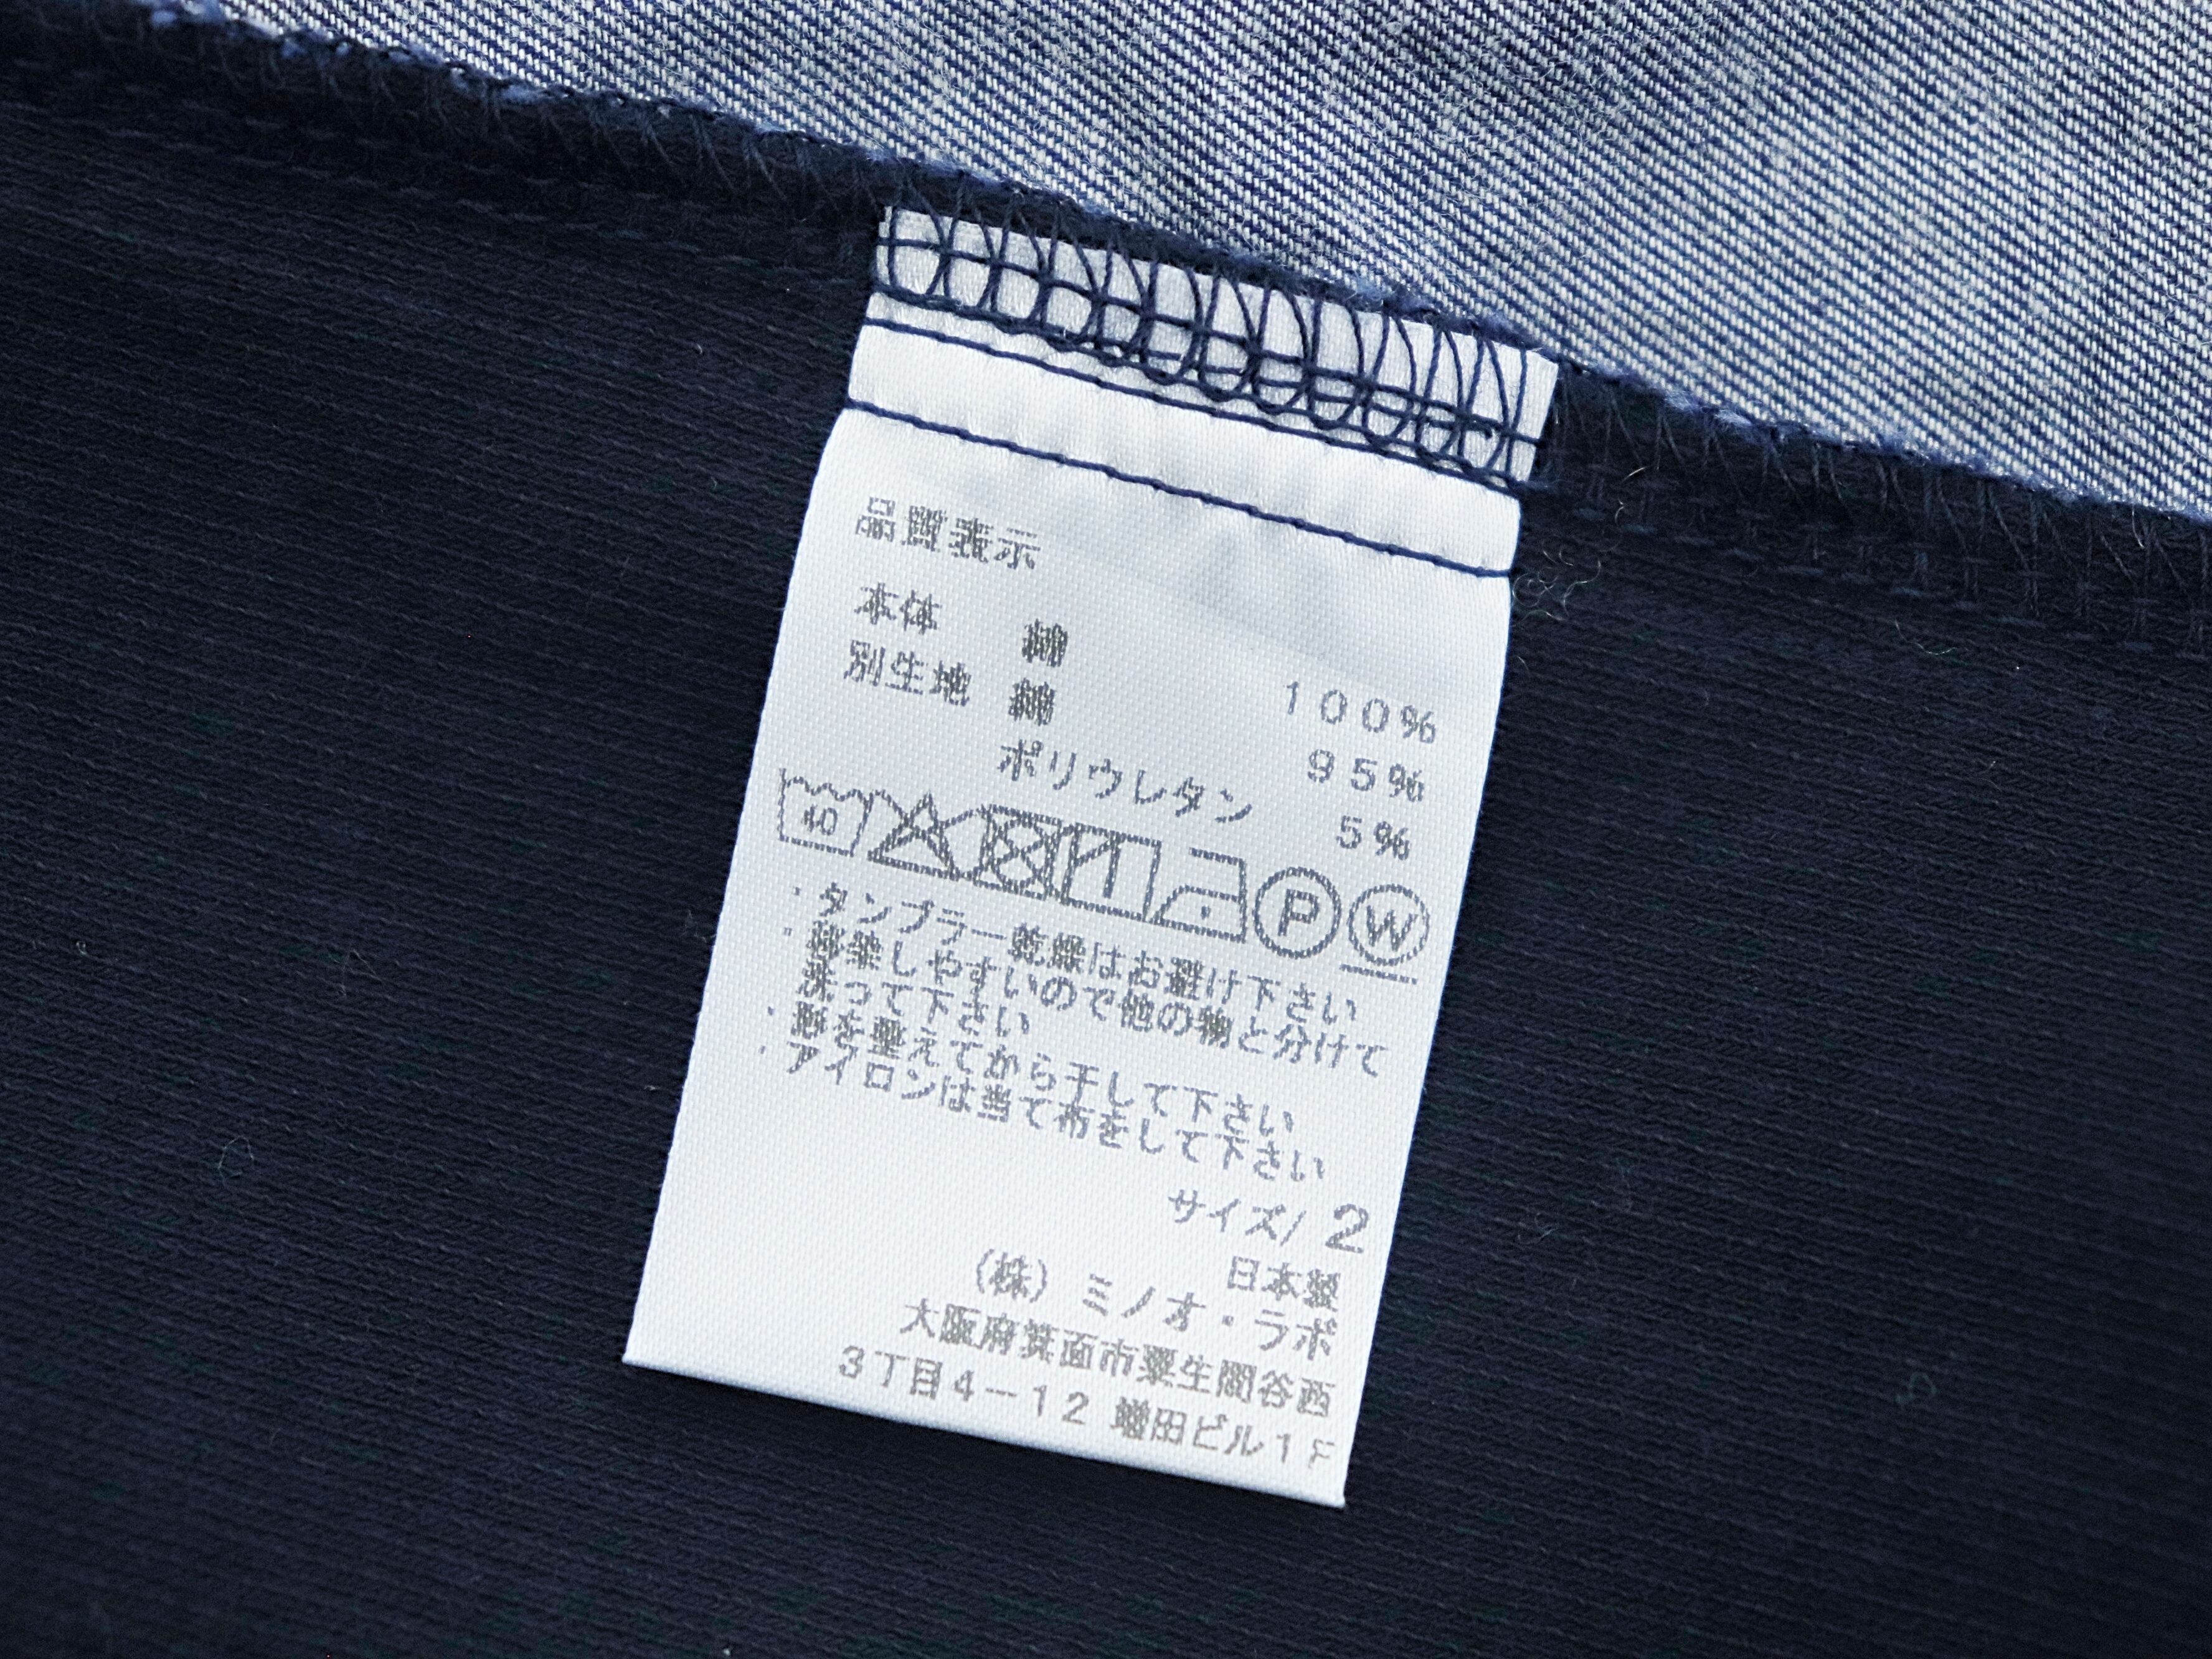 品質表示
本体 綿 100%
別生地 綿 95%
ポリウレタン 5%
40
P W
・タンブラー乾燥はお避け下さい
・移染しやすいので他の物と分けて
洗って下さい
・形を整えてから干して下さい
・アイロンは当て布をして下さい
サイズ/ 2
日本製
(株) ミノオ・ラボ
大阪府箕面市粟生間谷西
3丁目4-12 増田ビル1F